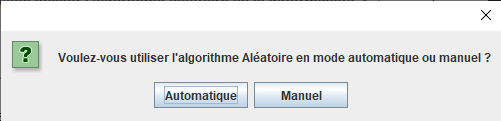 Voulez-vous utiliser l'algorithme Aléatoire en mode automatique ou manuel ?
Automatique
Manuel